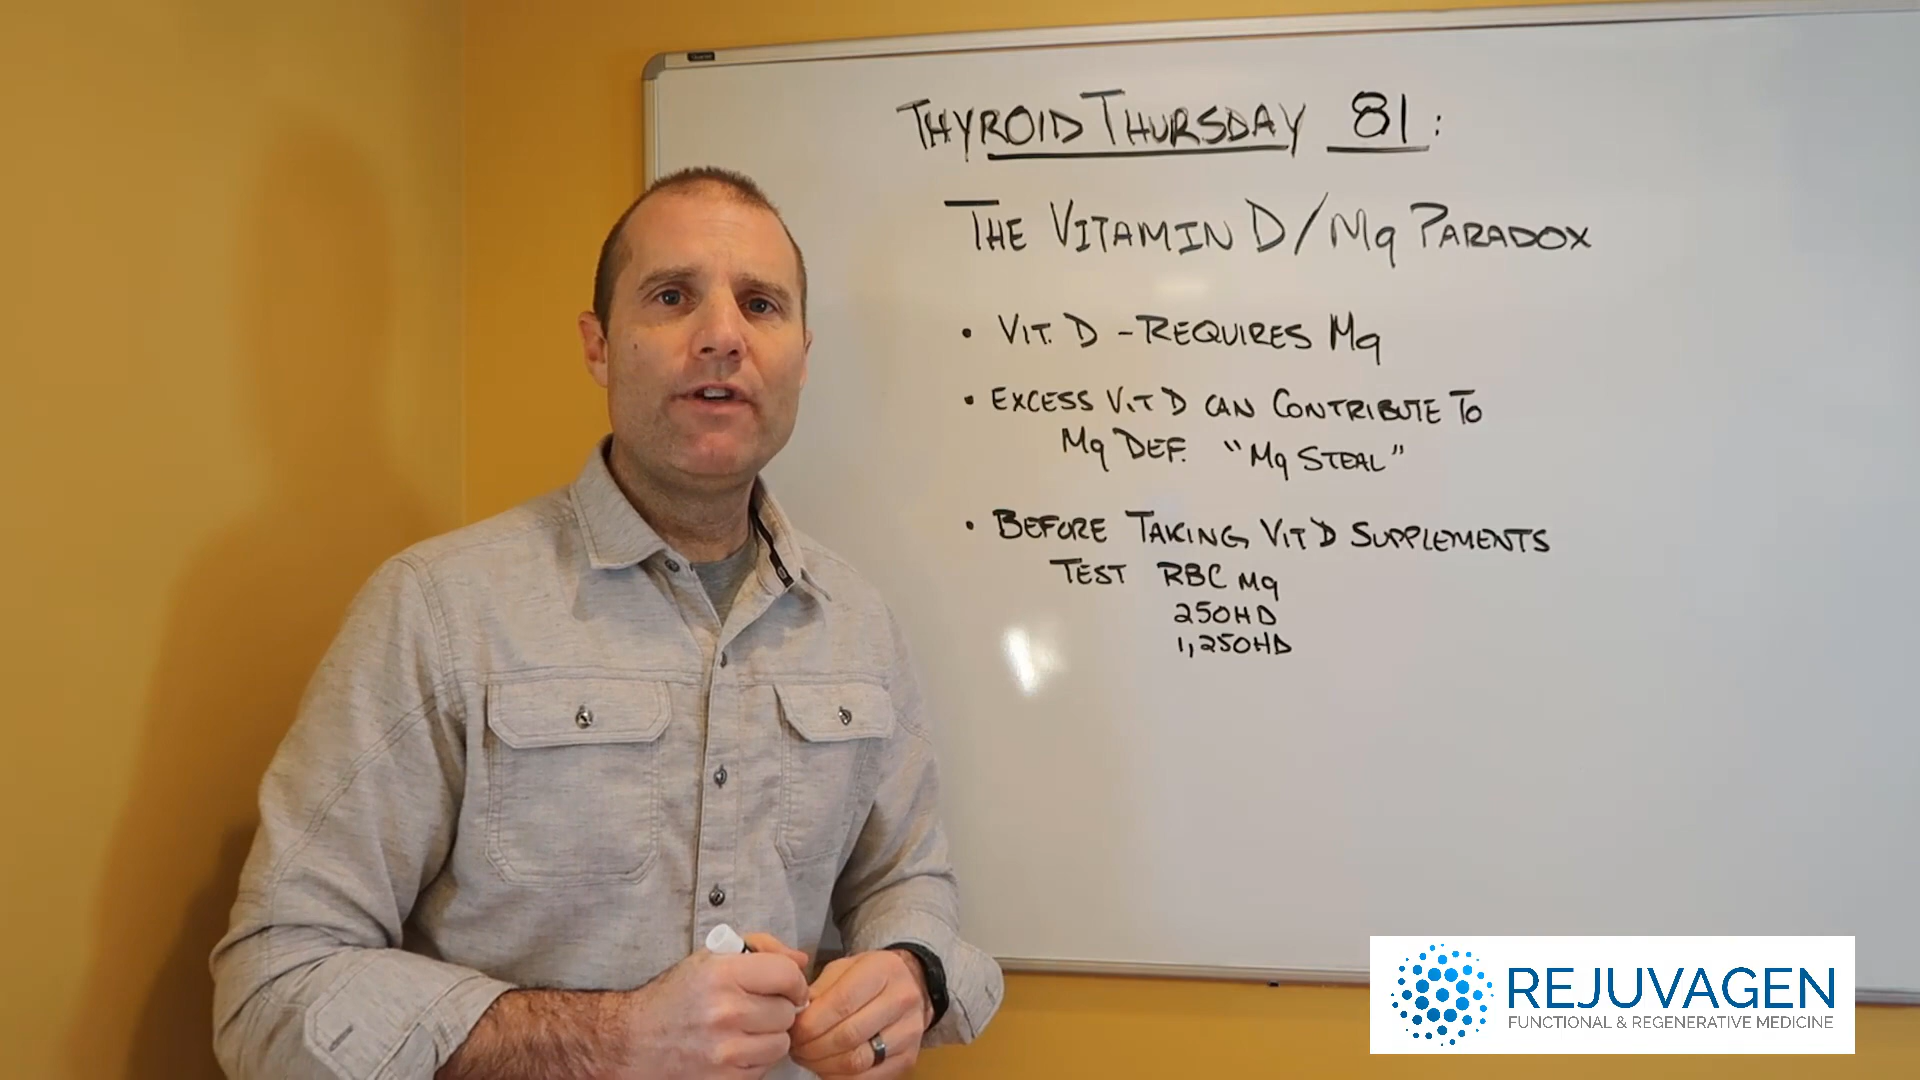 THYROID THURSDAY 81:
THE VITAMIN D/Mg PARADOX
• VIT. D - REQUIRES Mg
• EXCESS VIT D CAN CONTRIBUTE TO
Mg DEF. "Mg STEAL"
• BEFORE TAKING VIT D SUPPLEMENTS
TEST RBC Mg
25OHD
1,25OHD
REJUVAGEN
FUNCTIONAL & REGENERATIVE MEDICINE